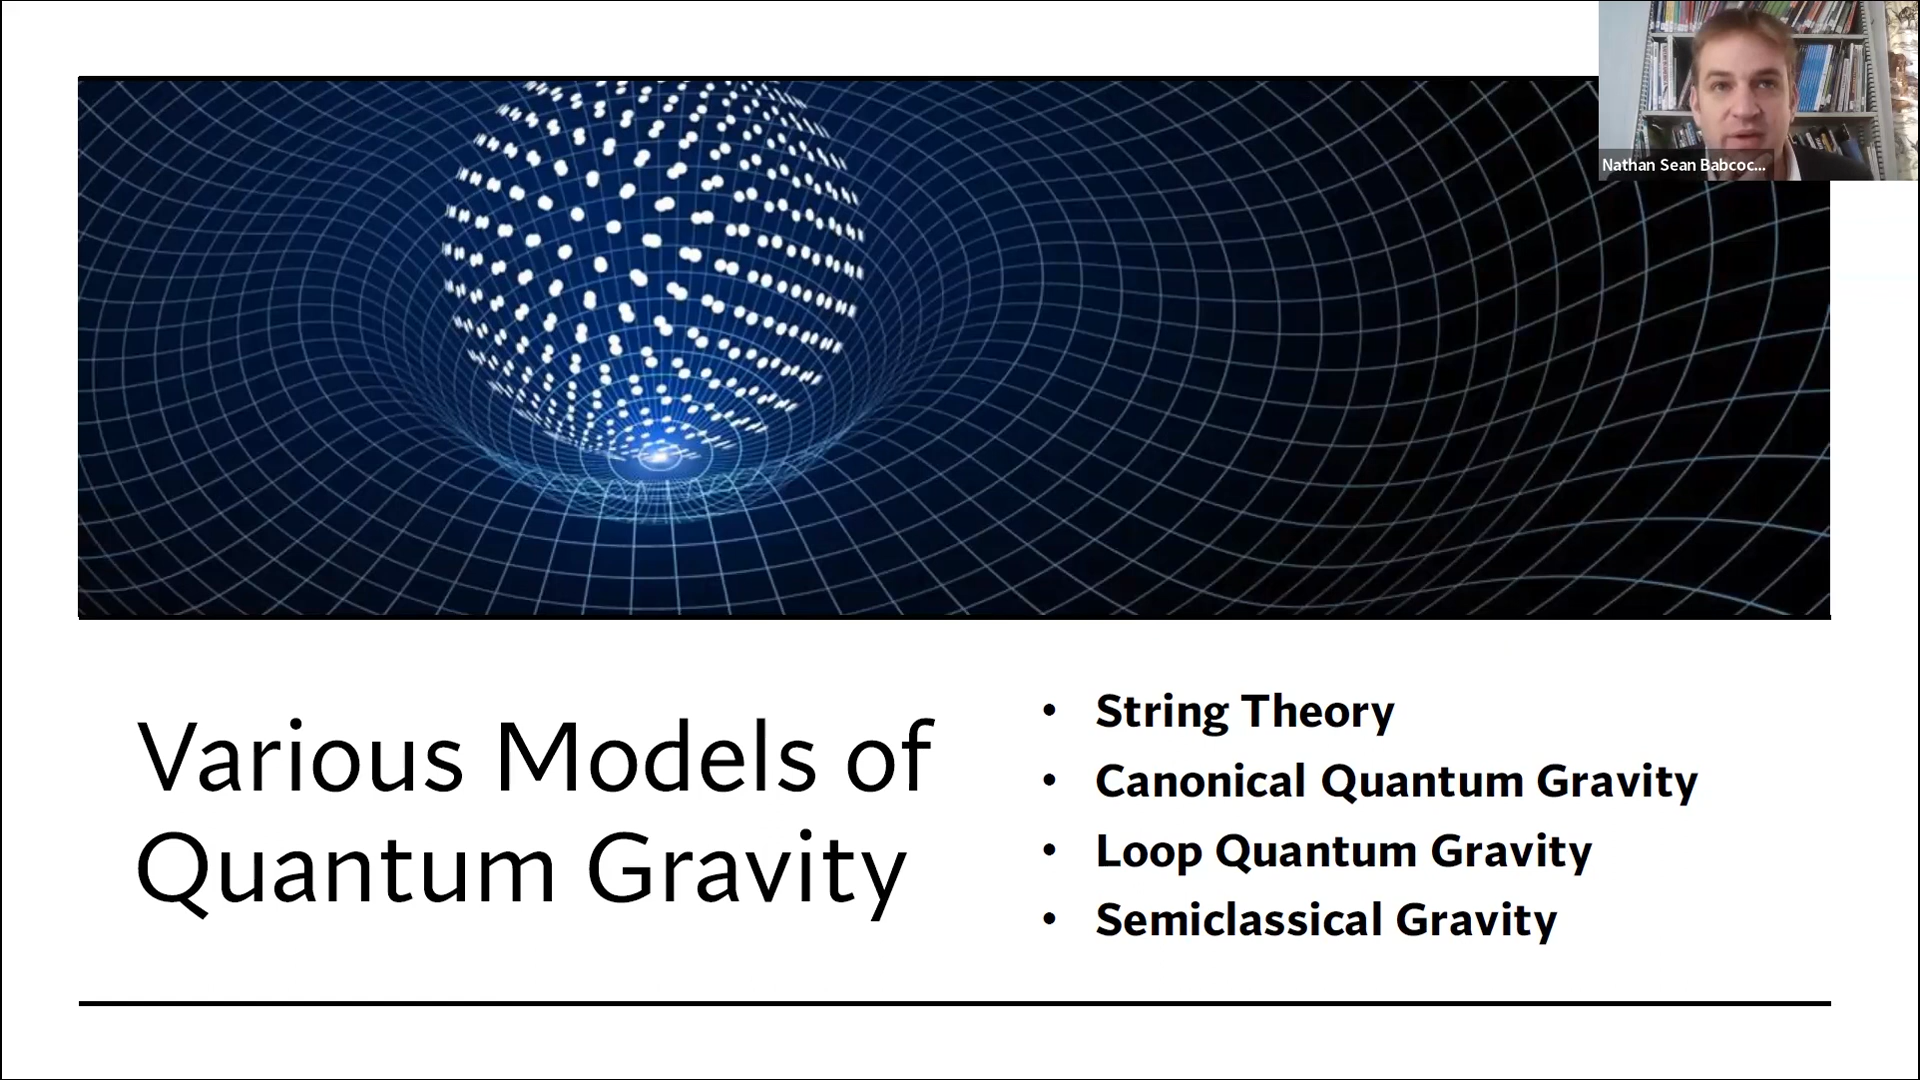 Nathan Sean Babcoc...
Various Models of
Quantum Gravity
• String Theory
• Canonical Quantum Gravity
• Loop Quantum Gravity
• Semiclassical Gravity